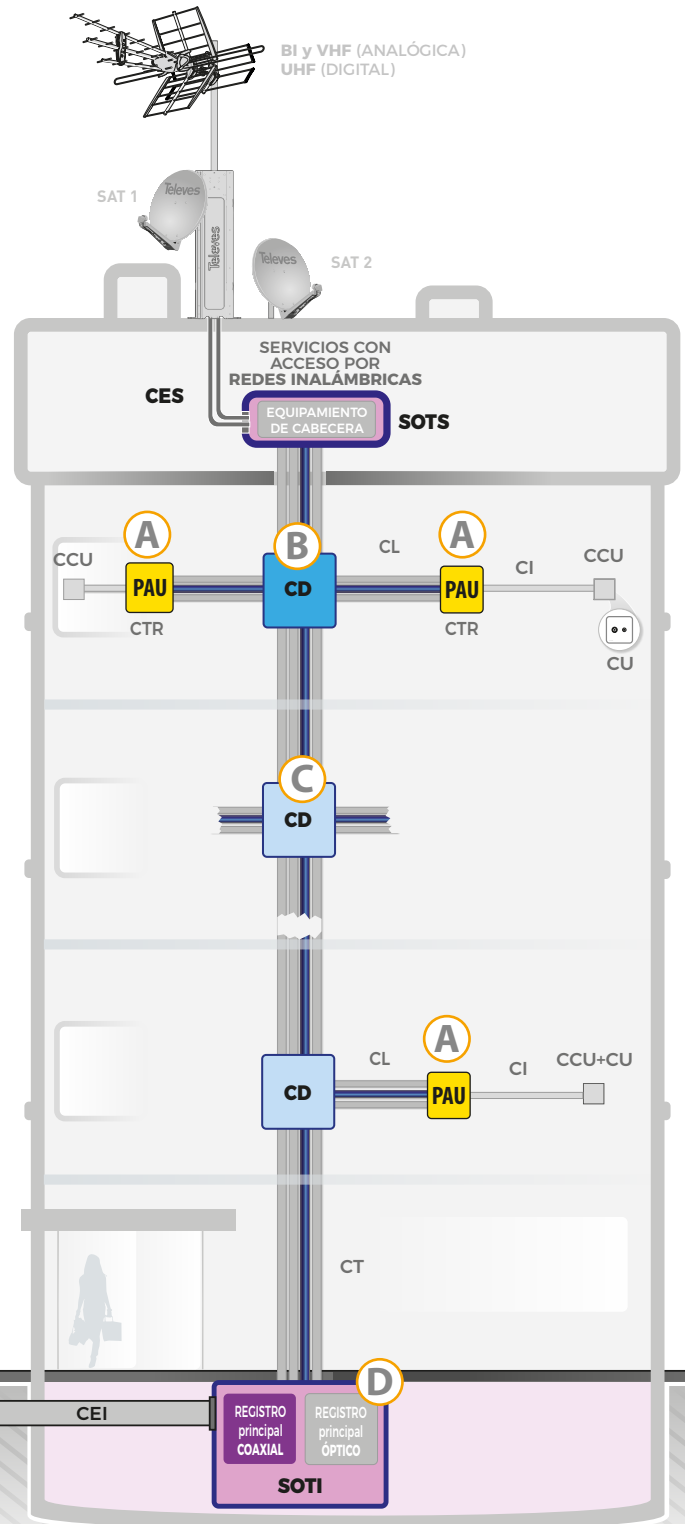 BI y VHF (ANALÓGICA)
UHF (DIGITAL)
SAT 1
Televes
Televes
Televes
SAT 2
SERVICIOS CON
ACCESO POR
REDES INALÁMBRICAS
CES
EQUIPAMIENTO
DE CABECERA
SOTS
A
B
A
CCU
CL
CI
CCU
PAU
CD
PAU
CTR
CTR
CU
C
CD
A
CL
CI
CCU+CU
CD
PAU
CT
D
CEI
REGISTRO
principal
COAXIAL
REGISTRO
principal
ÓPTICO
SOTI